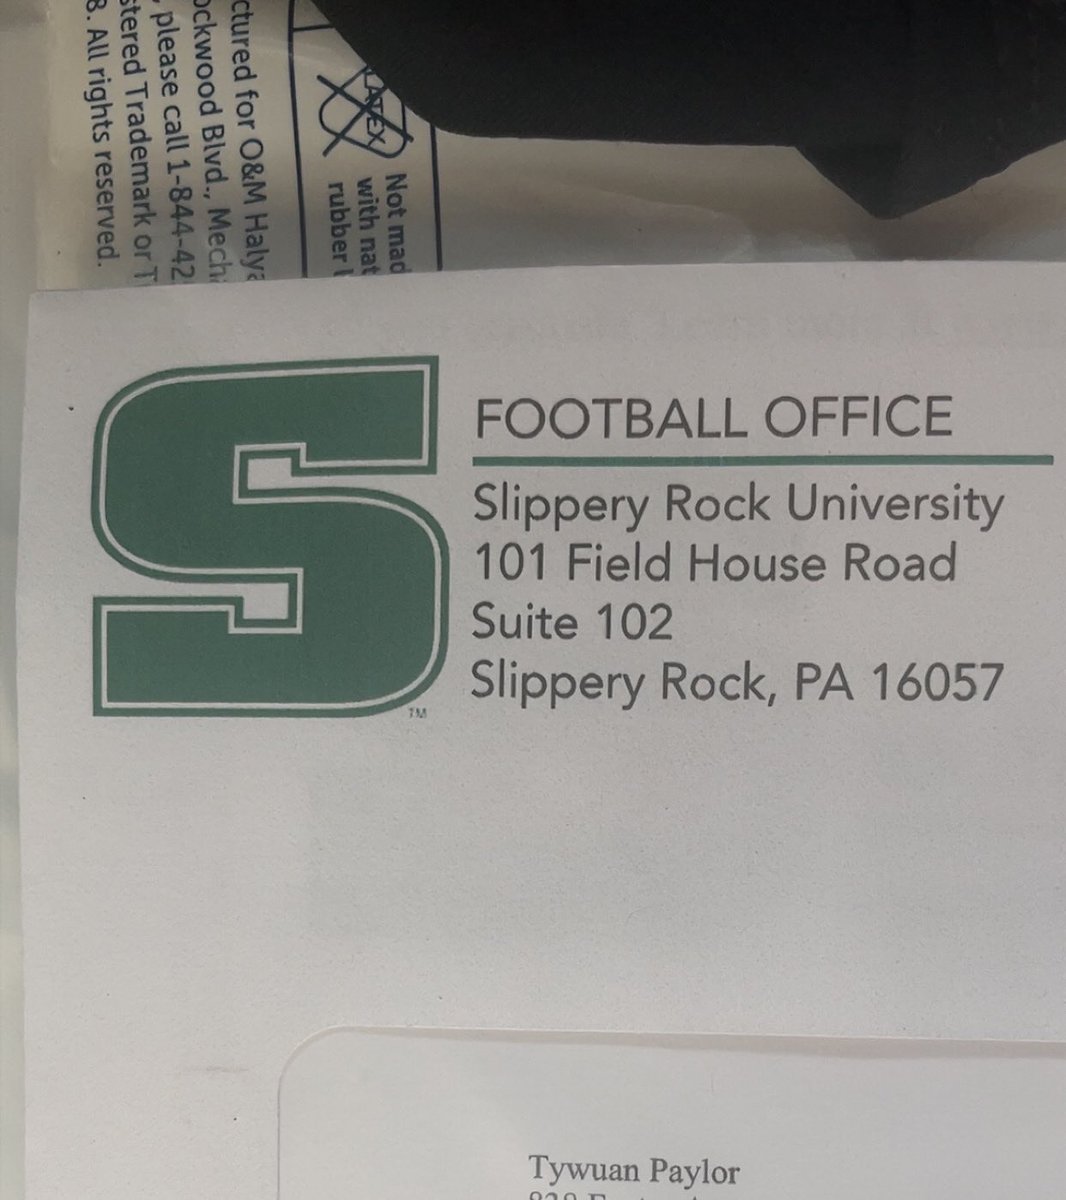 ctured for O&M Halya
ockwood Blvd., Mech
, please call 1-844-42
stered Trademark or T
8. All rights reserved.
LATEX
Not mad
with nat
rubber l
S
TM
FOOTBALL OFFICE
Slippery Rock University
101 Field House Road
Suite 102
Slippery Rock, PA 16057
Tywuan Paylor